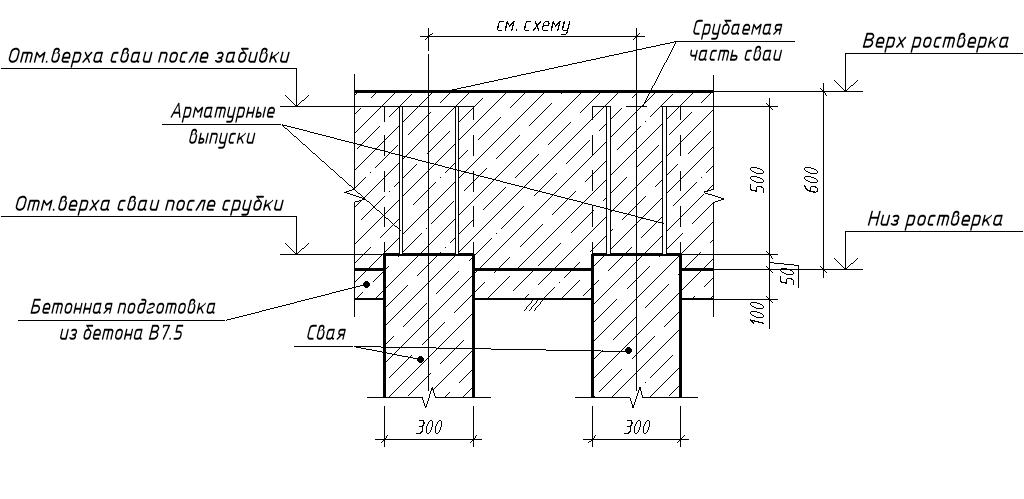 см. схему
Срубаемая
часть сваи
Верх ростверка
Отм.верха сваи после забивки
Арматурные
выпуски
500
600
Отм.верха сваи после срубки
Низ ростверка
50
100
Бетонная подготовка
из бетона В7.5
Свая
300
300